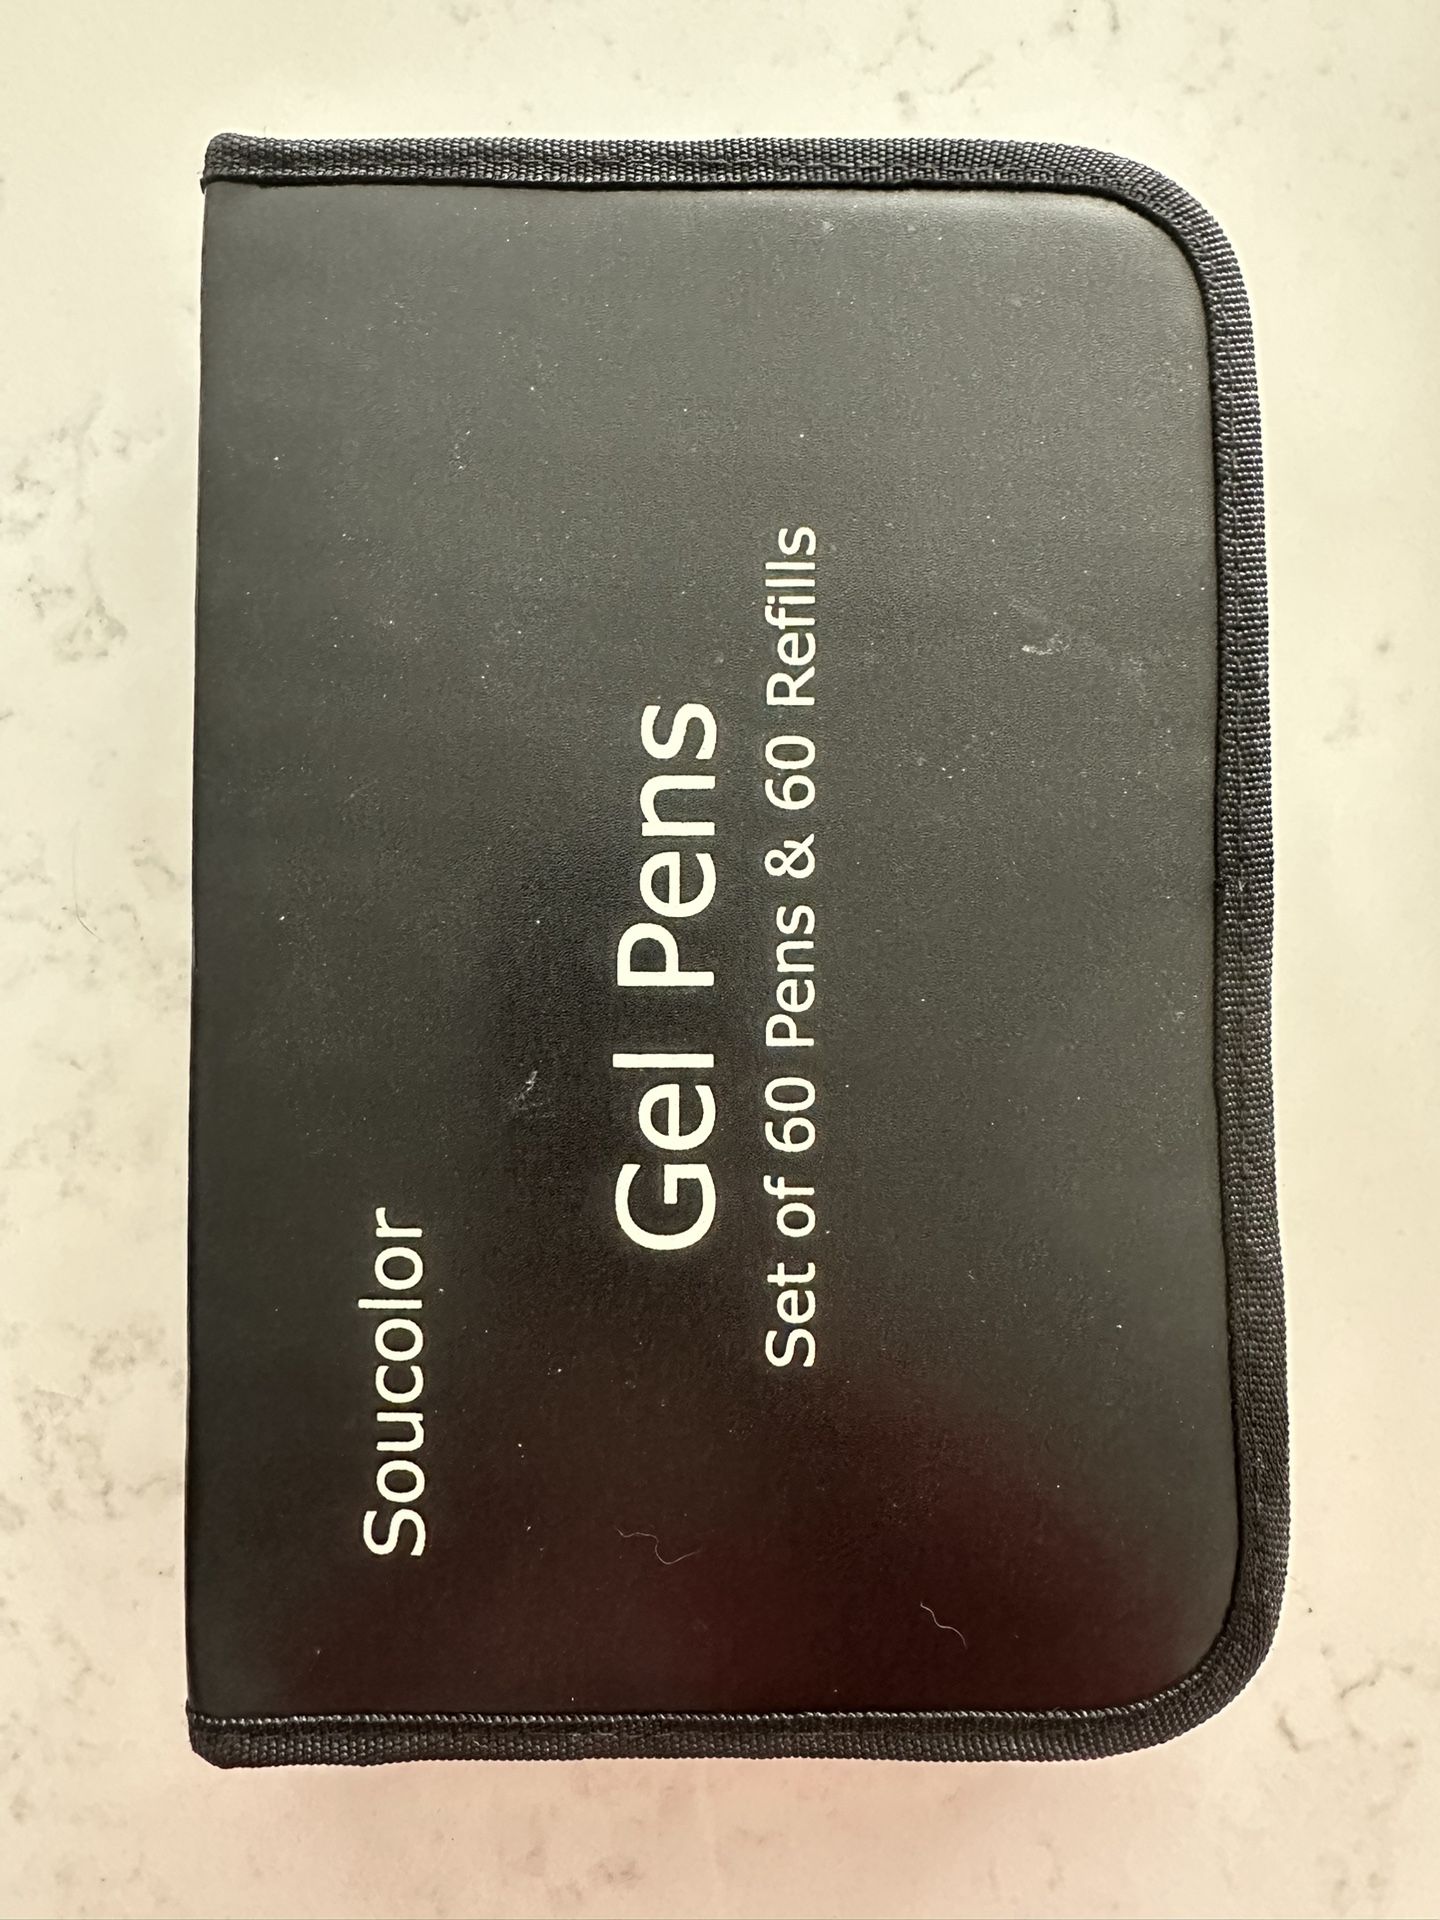 Soucolor
Gel Pens
Set of 60 Pens & 60 Refills